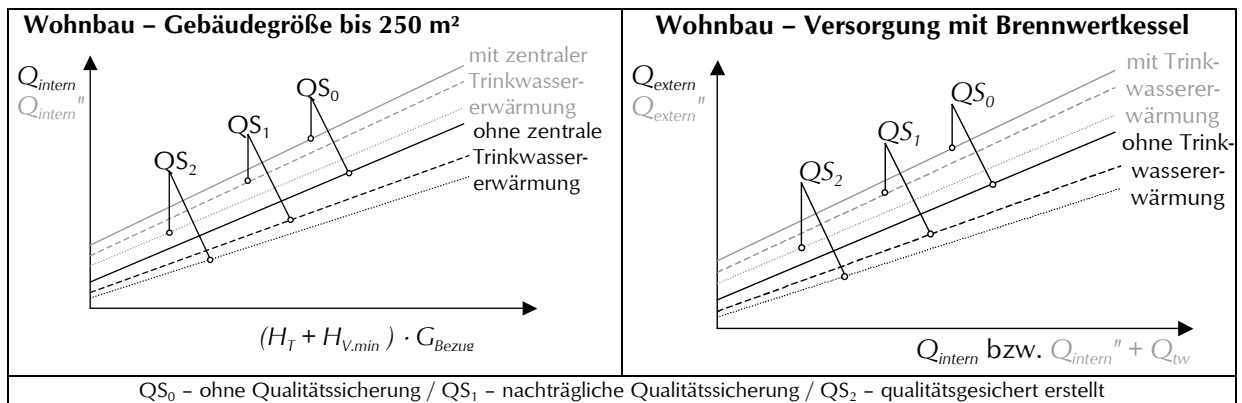 Wohnbau – Gebäudegröße bis 250 m²
Q_intern
Q_intern"
QS₀
QS₁
QS₂
mit zentraler
Trinkwasser-
erwärmung
ohne zentrale
Trinkwasser-
erwärmung
(H_T + H_V,min ) · G_Bezug
Wohnbau – Versorgung mit Brennwertkessel
Q_extern
Q_extern"
QS₀
QS₁
QS₂
mit Trink-
wasserer-
wärmung
ohne Trink-
wasserer-
wärmung
Q_intern bzw. Q_intern" + Q_tw
QS₀ – ohne Qualitätssicherung / QS₁ – nachträgliche Qualitätssicherung / QS₂ – qualitätsgesichert erstellt